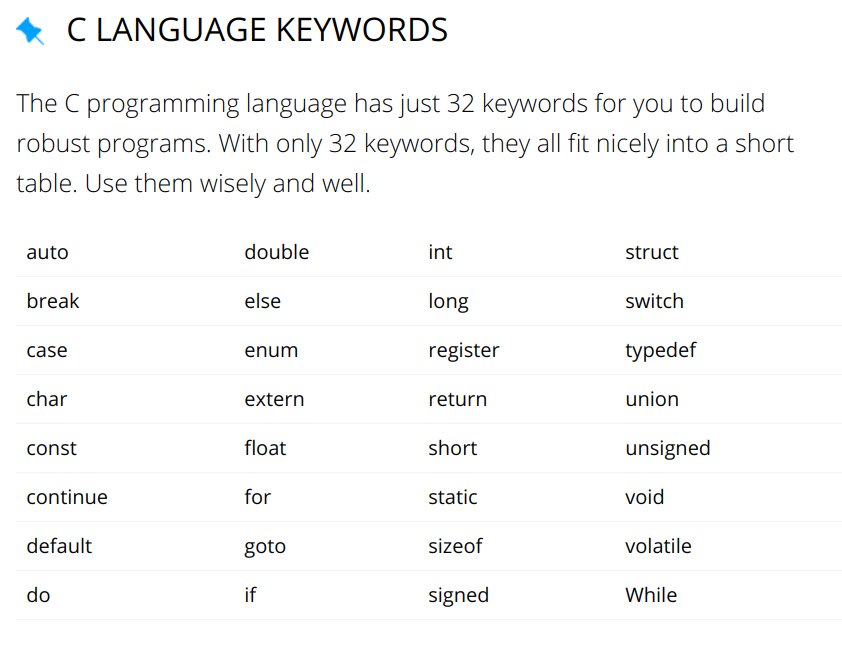 C LANGUAGE KEYWORDS
The C programming language has just 32 keywords for you to build
robust programs. With only 32 keywords, they all fit nicely into a short
table. Use them wisely and well.
auto double int struct
break else long switch
case enum register typedef
char extern return union
const float short unsigned
continue for static void
default goto sizeof volatile
do if signed While